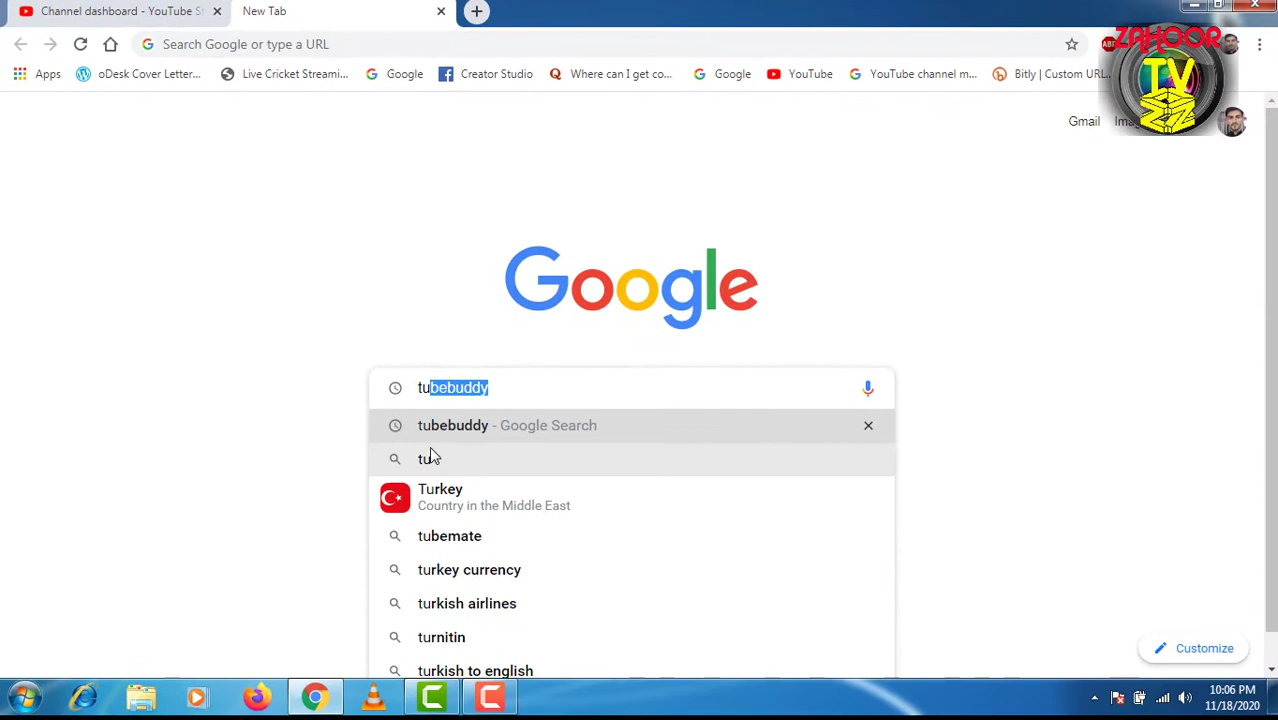 Channel dashboard - YouTube St
New Tab
Search Google or type a URL
ABP
Apps
oDesk Cover Letter...
Live Cricket Streami...
Google
Creator Studio
Where can I get co...
Google
YouTube
YouTube channel m...
Bitly | Custom URL...
ZAHOOR
TV
ZZ
Gmail
Google
tubebuddy
tubebuddy - Google Search
tu
Turkey
Country in the Middle East
tubemate
turkey currency
turkish airlines
turnitin
turkish to english
Customize
10:06 PM
11/18/2020